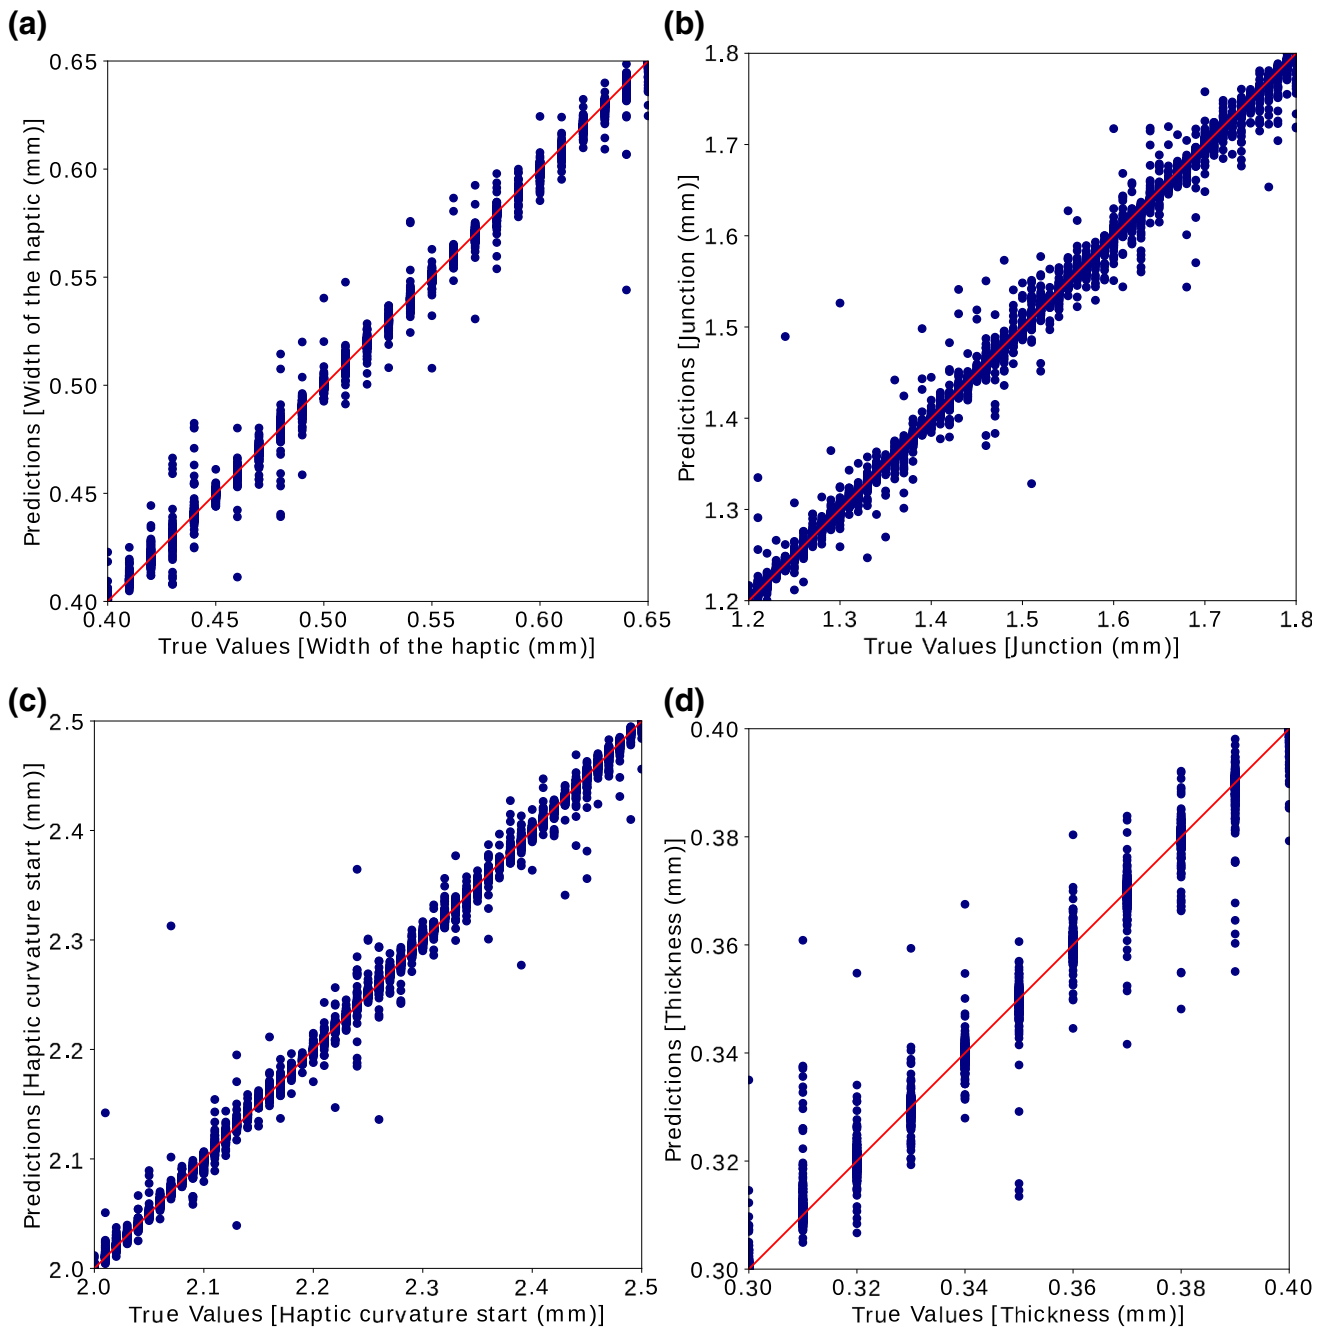 (a)
0.65
0.60
0.55
0.50
0.45
0.40
0.40 0.45 0.50 0.55 0.60 0.65
Predictions [Width of the haptic (mm)]
True Values [Width of the haptic (mm)]
(b)
1.8
1.7
1.6
1.5
1.4
1.3
1.2
1.2 1.3 1.4 1.5 1.6 1.7 1.8
Predictions [Junction (mm)]
True Values [Junction (mm)]
(c)
2.5
2.4
2.3
2.2
2.1
2.0
2.0 2.1 2.2 2.3 2.4 2.5
Predictions [Haptic curvature start (mm)]
True Values [Haptic curvature start (mm)]
(d)
0.40
0.38
0.36
0.34
0.32
0.30
0.30 0.32 0.34 0.36 0.38 0.40
Predictions [Thickness (mm)]
True Values [Thickness (mm)]